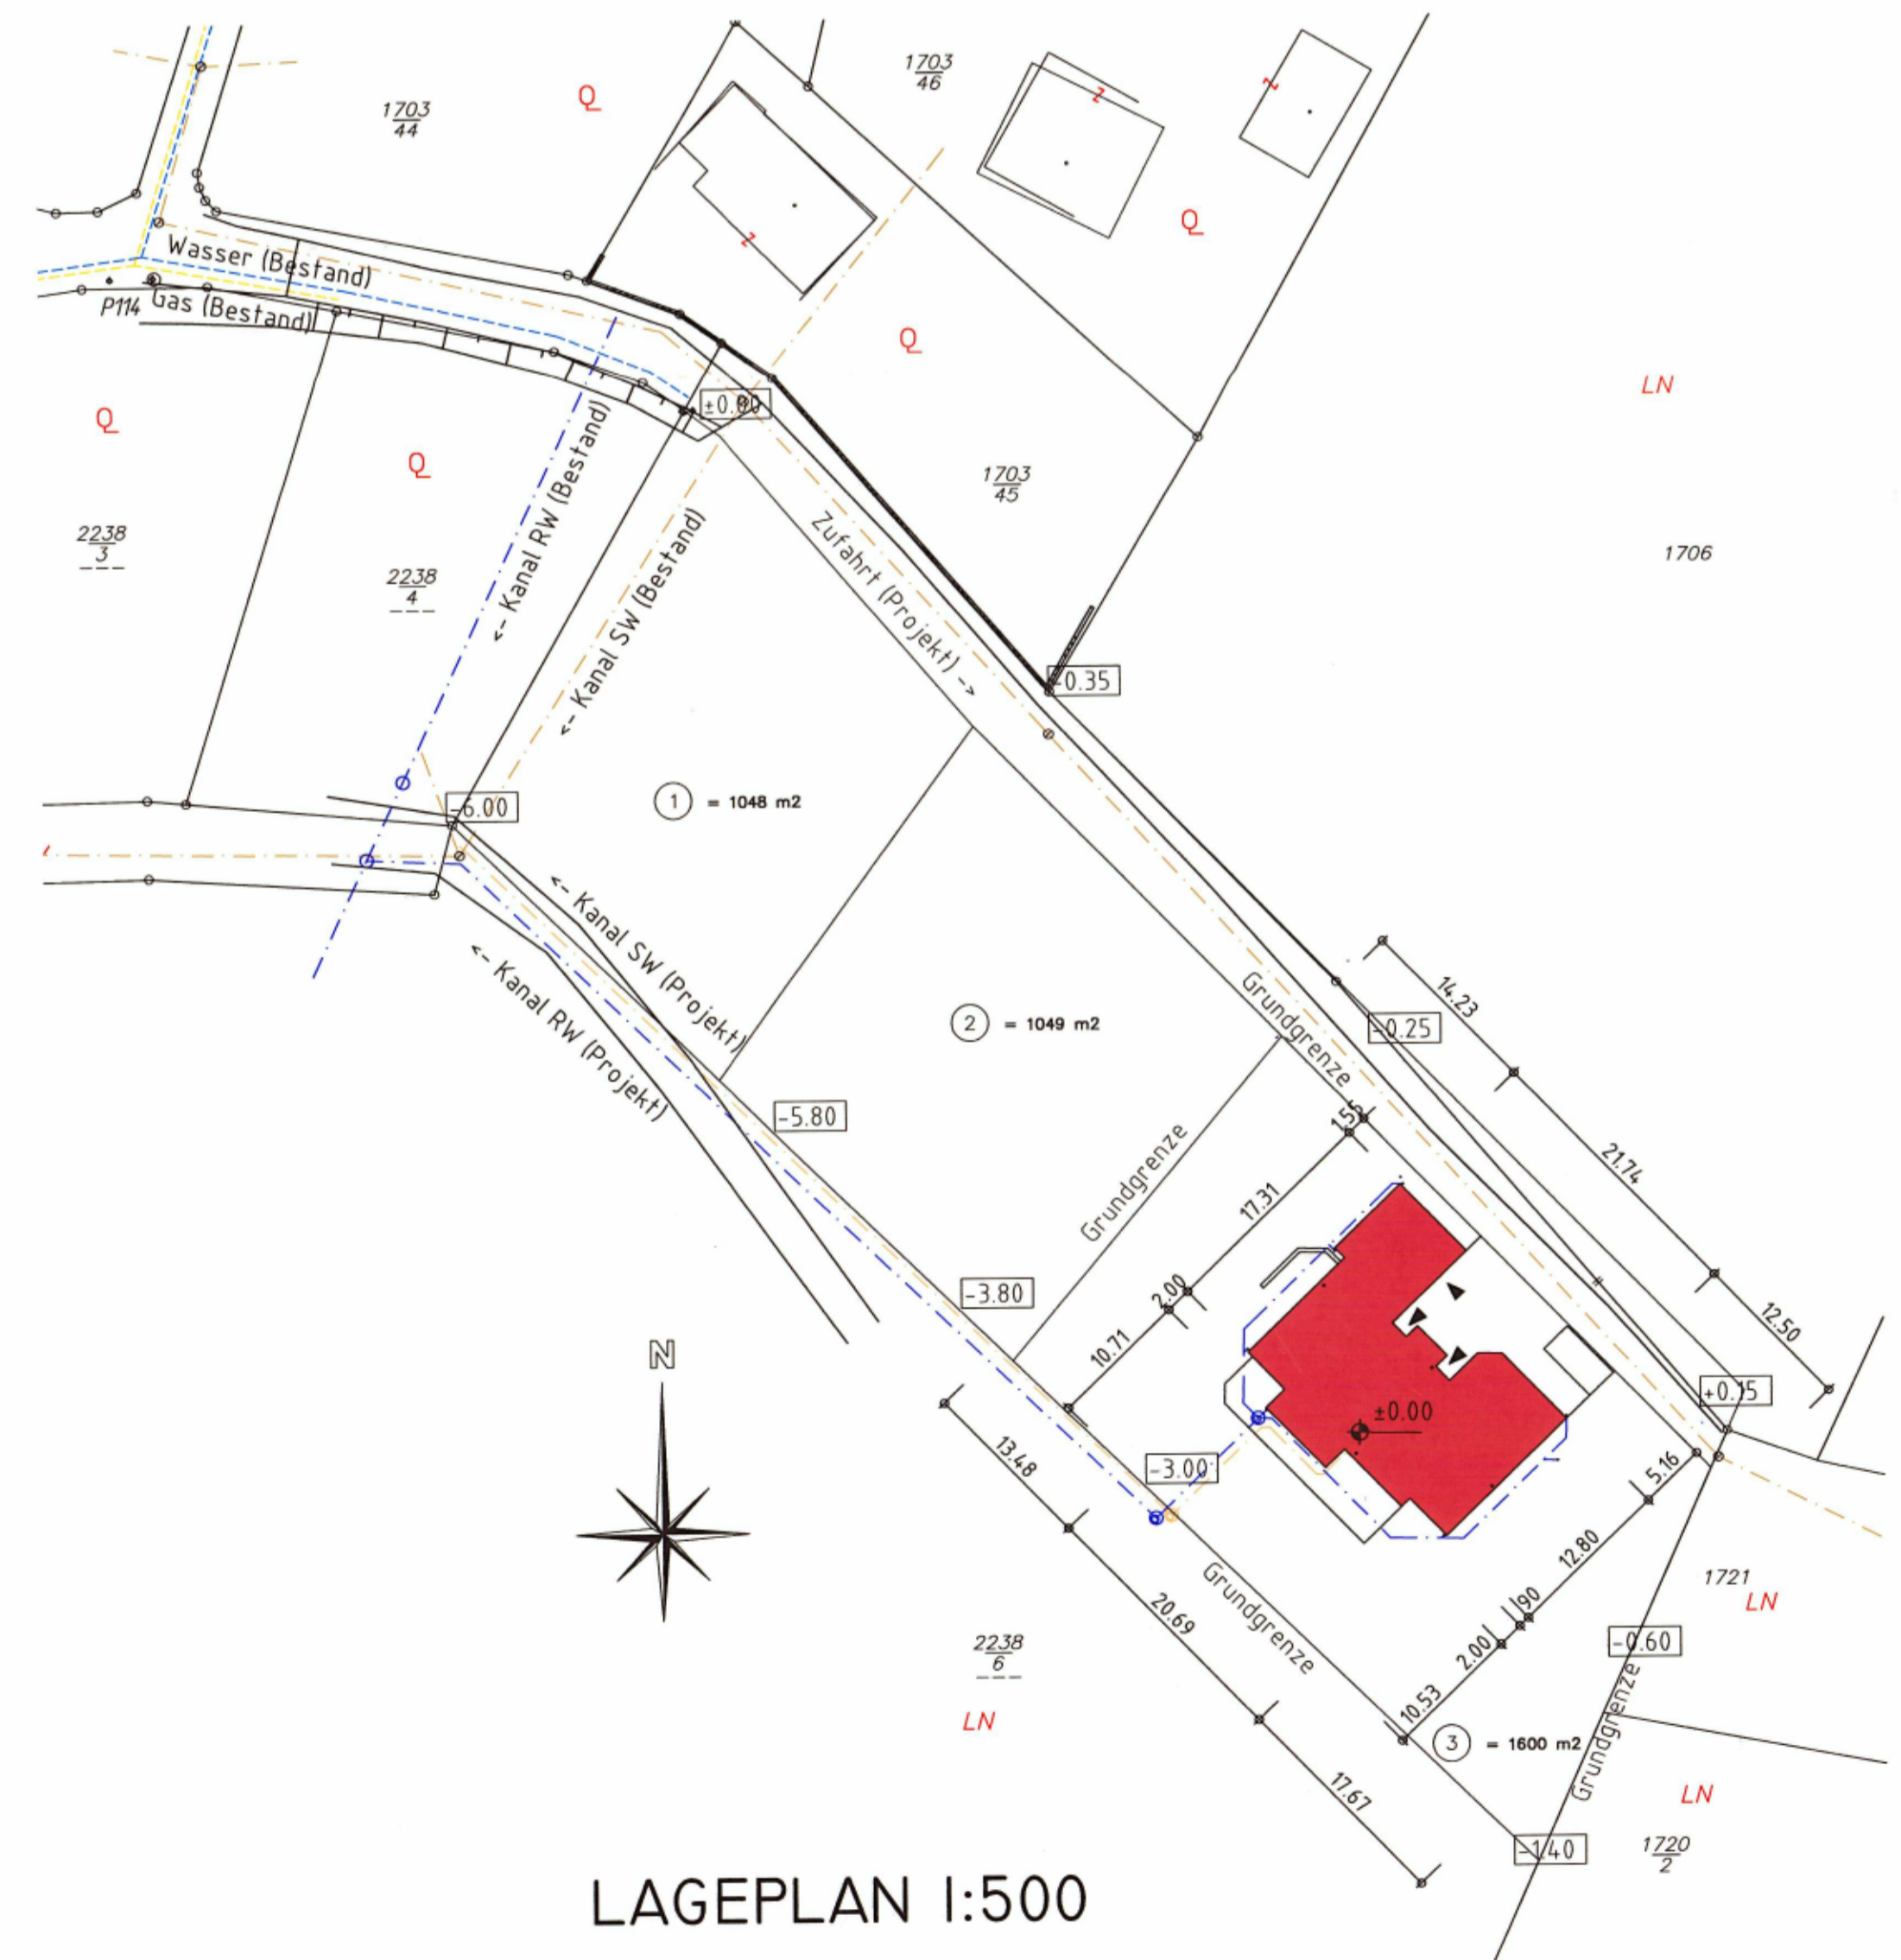 1703
46
1703
44
Q
Z
Z
Z
Q
Wasser (Bestand)
P114
Gas (Bestand)
Q
±0.00
LN
Q
Q
1703
45
2238
3
2238
4
<- Kanal RW (Bestand)
<- Kanal SW (Bestand)
Zufahrt (Projekt) ->
1706
-0.35
-6.00
1 = 1048 m2
<- Kanal SW (Projekt)
<- Kanal RW (Projekt)
2 = 1049 m2
Grundgrenze
14.23
-0.25
-5.80
1.55
Grundgrenze
21.74
17.31
-3.80
2.00
12.50
10.71
N
+0.15
±0.00
13.48
-3.00
5.16
12.80
Grundgrenze
20.69
90
1721
LN
2.00
-0.60
2238
6
LN
10.53
3 = 1600 m2
Grundgrenze
17.67
LN
-1.40
1720
2
LAGEPLAN 1:500